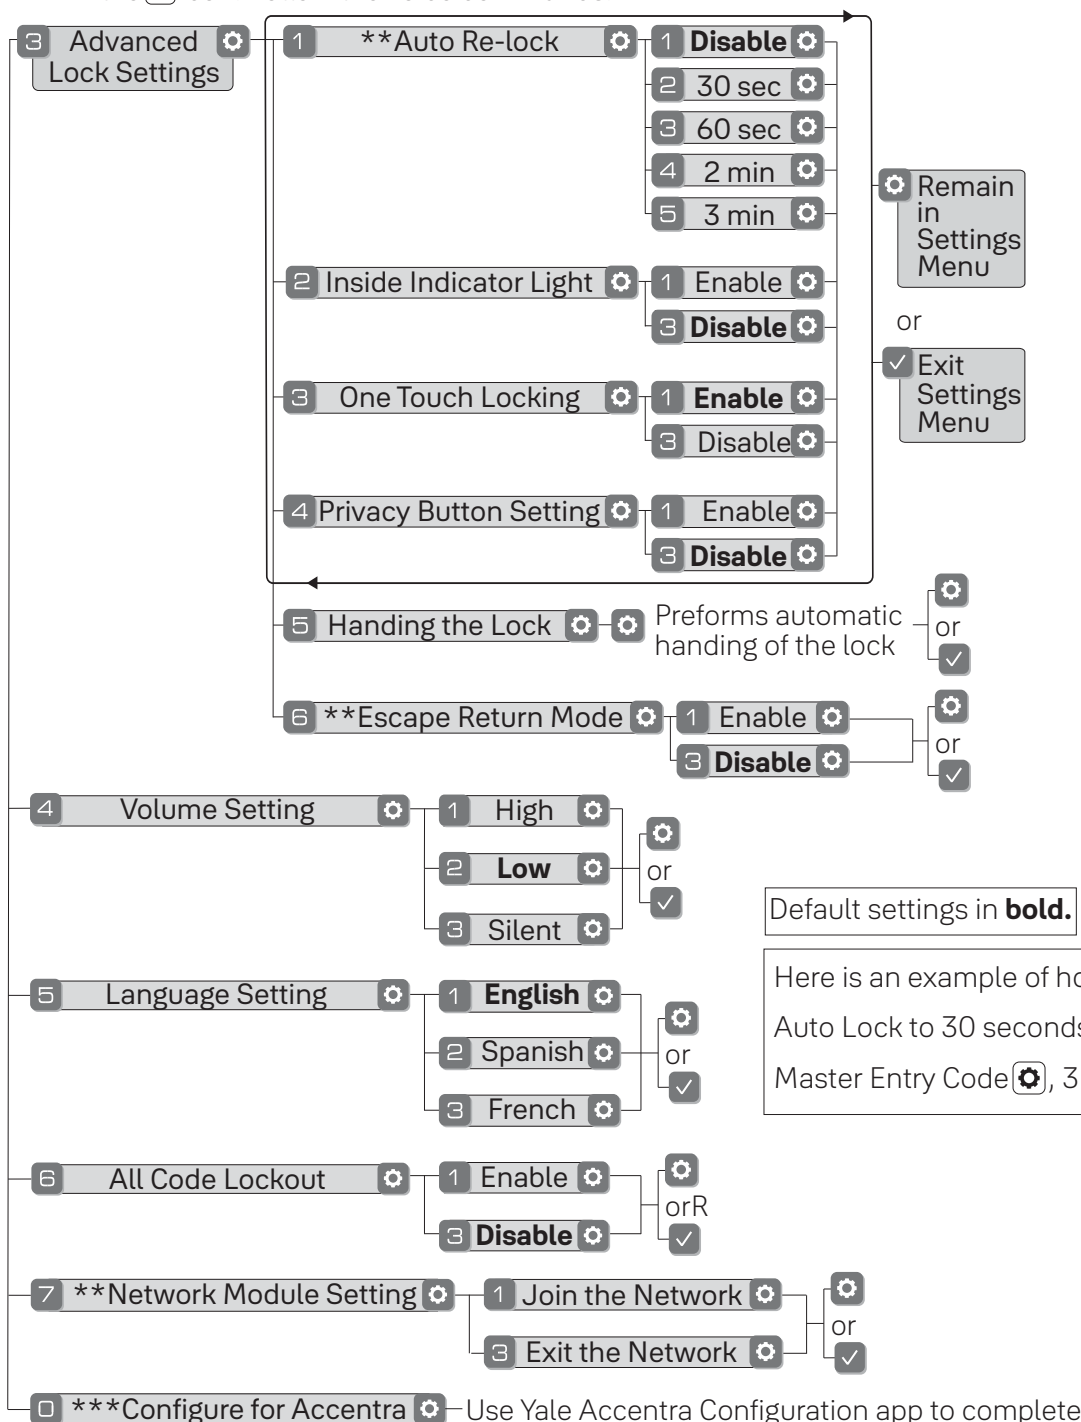 3 Advanced Lock Settings
1 **Auto Re-lock
1 Disable
2 30 sec
3 60 sec
4 2 min
5 3 min
2 Inside Indicator Light
1 Enable
3 Disable
3 One Touch Locking
1 Enable
3 Disable
4 Privacy Button Setting
1 Enable
3 Disable
Remain
in
Settings
Menu
or
Exit
Settings
Menu
5 Handing the Lock
Preforms automatic
handing of the lock
or
6 **Escape Return Mode
1 Enable
3 Disable
or
4 Volume Setting
1 High
2 Low
3 Silent
or
Default settings in bold.
5 Language Setting
1 English
2 Spanish
3 French
or
Here is an example of ho
Auto Lock to 30 seconds
Master Entry Code , 3
6 All Code Lockout
1 Enable
3 Disable
orR
7 **Network Module Setting
1 Join the Network
3 Exit the Network
or
0 ***Configure for Accentra
Use Yale Accentra Configuration app to complete